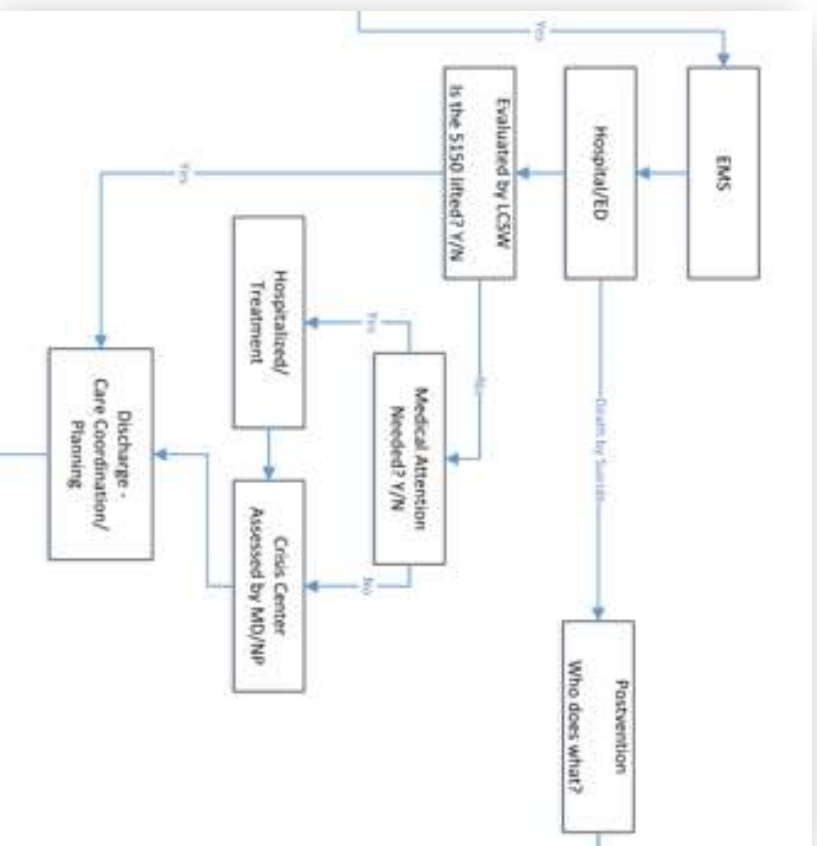 Yes
EMS
Hospital/ED
Death by Suicide
Postvention
Who does what?
Evaluated by LCSW
Is the 5150 lifted? Y/N
No
Medical Attention
Needed? Y/N
Yes
No
Hospitalized/
Treatment
Crisis Center
Assessed by MD/NP
Yes
Discharge -
Care Coordination/
Planning